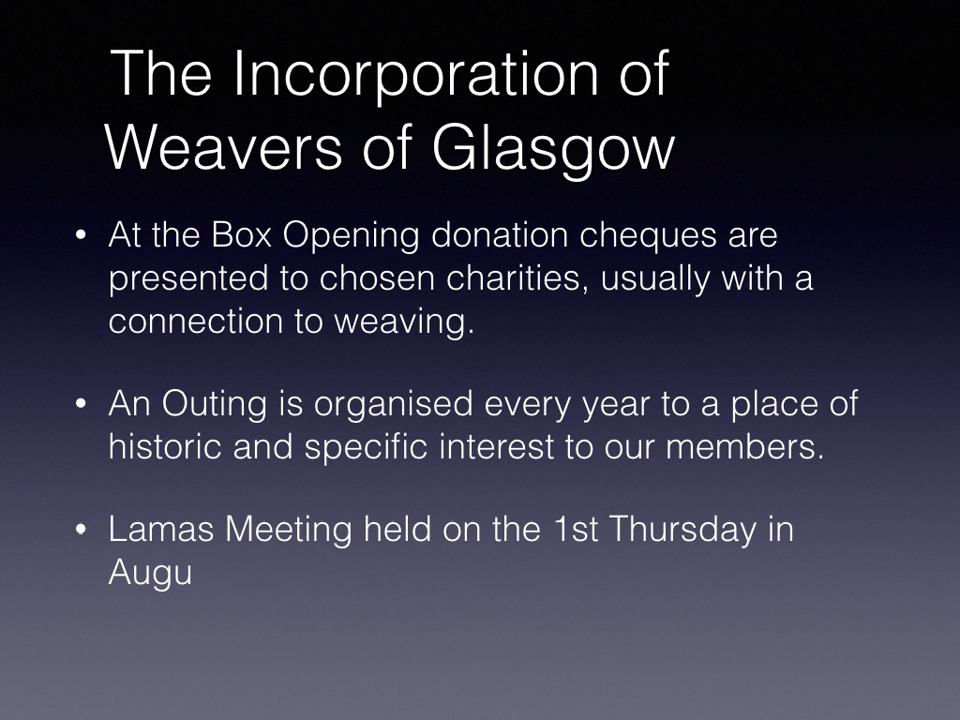 The Incorporation of
Weavers of Glasgow
• At the Box Opening donation cheques are
presented to chosen charities, usually with a
connection to weaving.
• An Outing is organised every year to a place of
historic and specific interest to our members.
• Lamas Meeting held on the 1st Thursday in
Augu